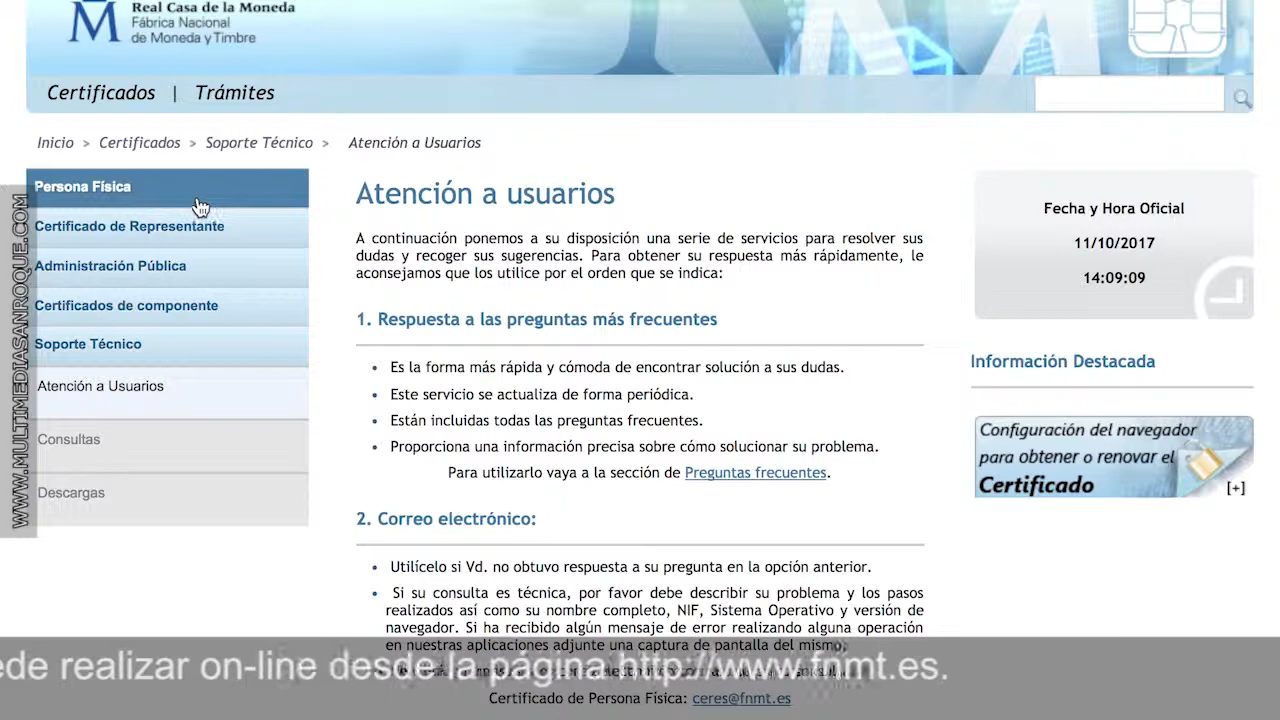 Real Casa de la Moneda
Fábrica Nacional
de Moneda y Timbre
Certificados | Trámites
Inicio > Certificados > Soporte Técnico > Atención a Usuarios
Persona Física
Certificado de Representante
Administración Pública
Certificados de componente
Soporte Técnico
Atención a Usuarios
Consultas
Descargas
WWW.MULTIMEDIASANROQUE.COM
Atención a usuarios
A continuación ponemos a su disposición una serie de servicios para resolver sus
dudas y recoger sus sugerencias. Para obtener su respuesta más rápidamente, le
aconsejamos que los utilice por el orden que se indica:
1. Respuesta a las preguntas más frecuentes
• Es la forma más rápida y cómoda de encontrar solución a sus dudas.
• Este servicio se actualiza de forma periódica.
• Están incluidas todas las preguntas frecuentes.
• Proporciona una información precisa sobre cómo solucionar su problema.
Para utilizarlo vaya a la sección de Preguntas frecuentes.
2. Correo electrónico:
• Utilícelo si Vd. no obtuvo respuesta a su pregunta en la opción anterior.
• Si su consulta es técnica, por favor debe describir su problema y los pasos
realizados así como su nombre completo, NIF, Sistema Operativo y versión de
navegador. Si ha recibido algún mensaje de error realizando alguna operación
en nuestras aplicaciones adjunte una captura de pantalla del mismo.
Certificado de Persona Física: ceres@fnmt.es
Fecha y Hora Oficial
11/10/2017
14:09:09
Información Destacada
Configuración del navegador
para obtener o renovar el
Certificado
[+]
ede realizar on-line desde la página http://www.fnmt.es.